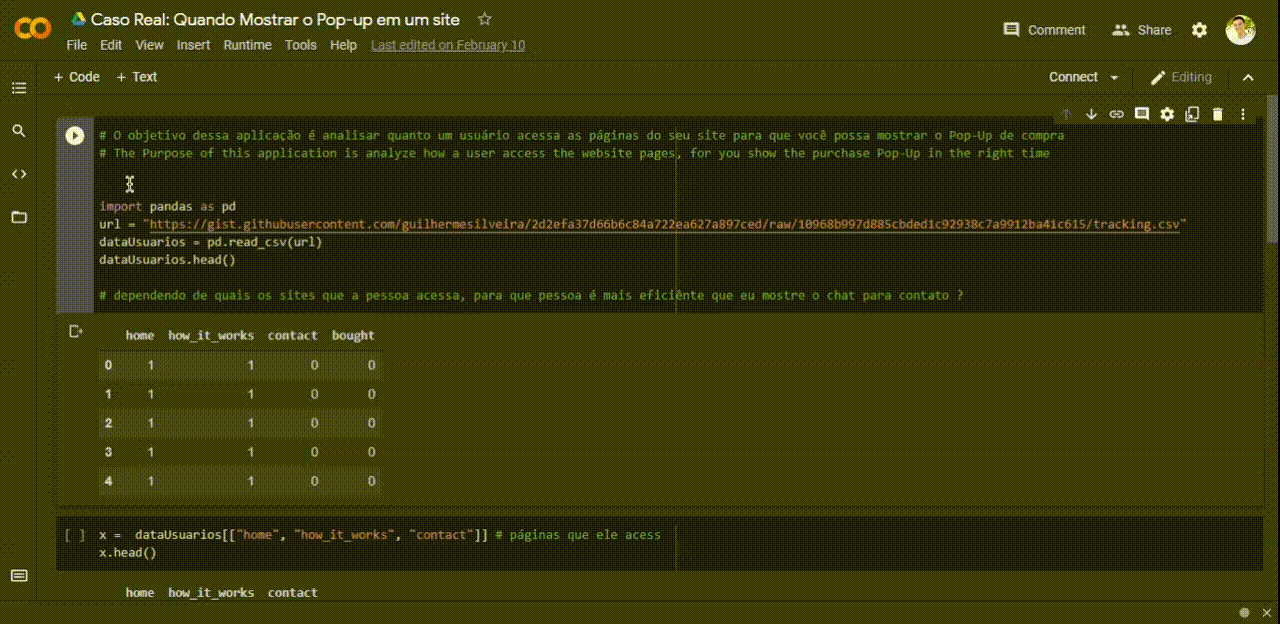 Caso Real: Quando Mostrar o Pop-up em um site
File Edit View Insert Runtime Tools Help Last edited on February 10
Comment Share
+ Code + Text
Connect Editing
# O objetivo dessa aplicação é analisar quanto um usuário acessa as páginas do seu site para que você possa mostrar o Pop-Up de compra
# The Purpose of this application is analyze how a user access the website pages, for you show the purchase Pop-Up in the right time
import pandas as pd
url = "https://gist.githubusercontent.com/guilhermesilveira/2d2efa37d66b6c84a722ea627a897ced/raw/10968b997d885cbded1c92938c7a9912ba41c615/tracking.csv"
dataUsuarios = pd.read_csv(url)
dataUsuarios.head()
# dependendo de quais os sites que a pessoa acessa, para que pessoa é mais eficiênte que eu mostre o chat para contato ?
home how_it_works contact bought
0 1 1 0 0
1 1 1 0 0
2 1 1 0 0
3 1 1 0 0
4 1 1 0 0
[ ] x = dataUsuarios[["home", "how_it_works", "contact"]] # páginas que ele acess
x.head()
home how_it_works contact